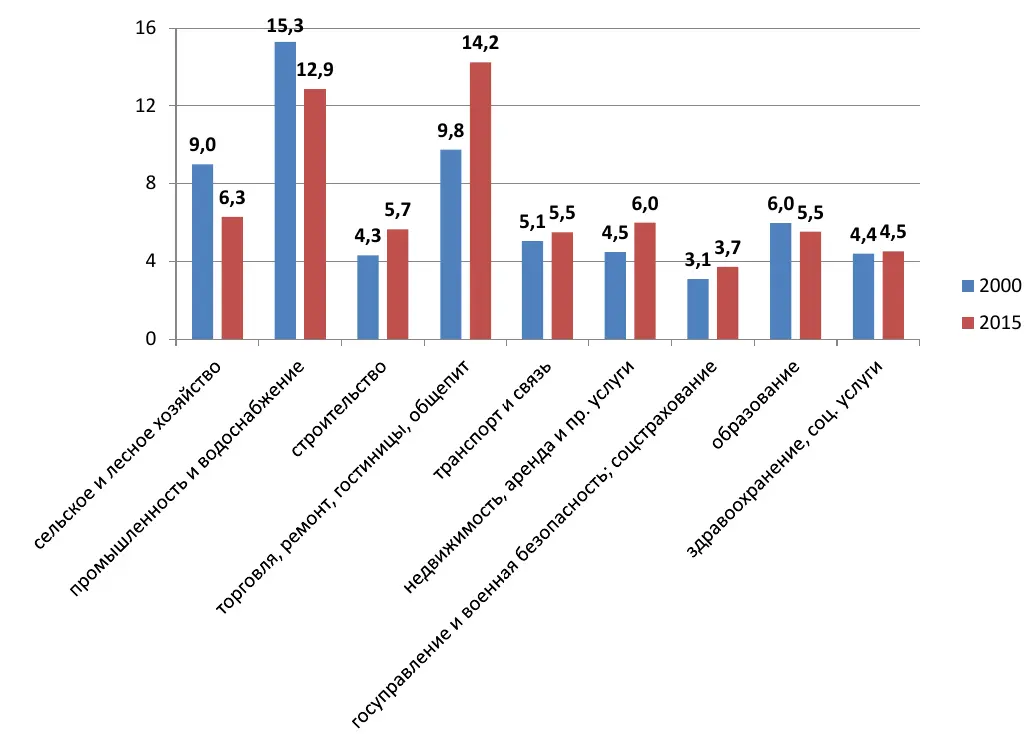 16
12
8
4
0
9,0
6,3
15,3
12,9
4,3
5,7
9,8
14,2
5,1
5,5
4,5
6,0
3,1
3,7
6,0
5,5
4,4
4,5
2000
2015
сельское и лесное хозяйство
промышленность и водоснабжение
строительство
торговля, ремонт, гостиницы, общепит
транспорт и связь
недвижимость, аренда и пр. услуги
госуправление и военная безопасность; соцстрахование
образование
здравоохранение, соц. услуги